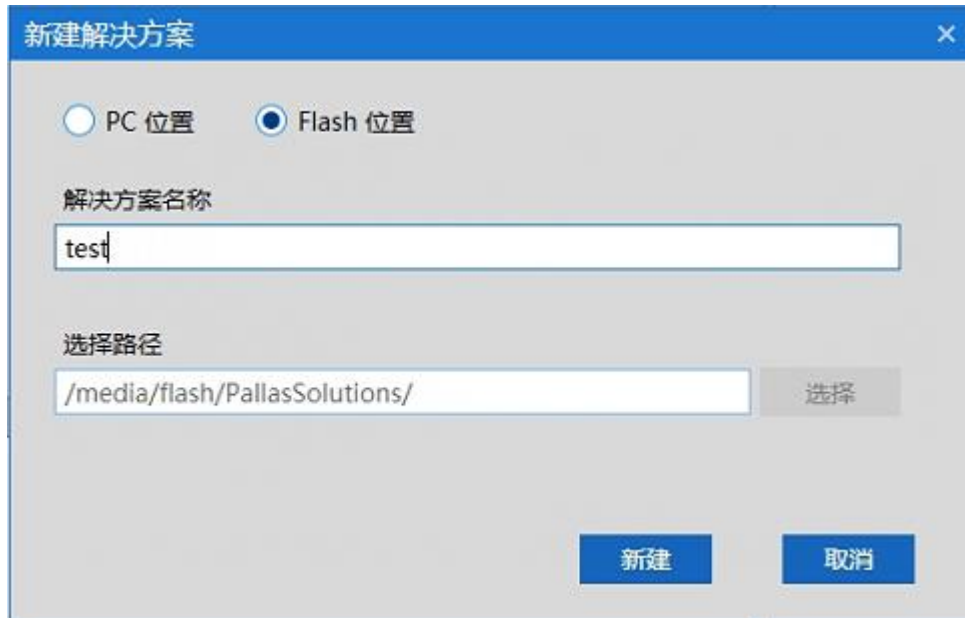 新建解决方案
PC 位置 Flash 位置
解决方案名称
test
选择路径
/media/flash/PallasSolutions/ 选择
新建 取消